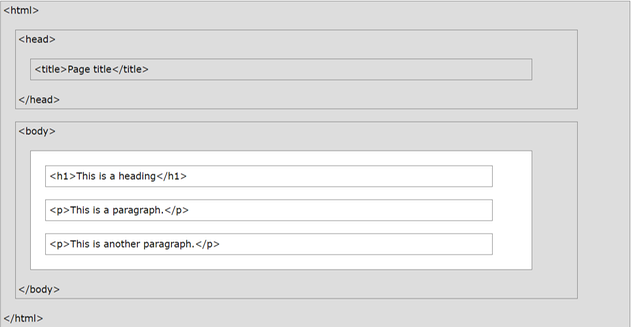 <html>
<head>
<title>Page title</title>
</head>
<body>
<h1>This is a heading</h1>
<p>This is a paragraph.</p>
<p>This is another paragraph.</p>
</body>
</html>